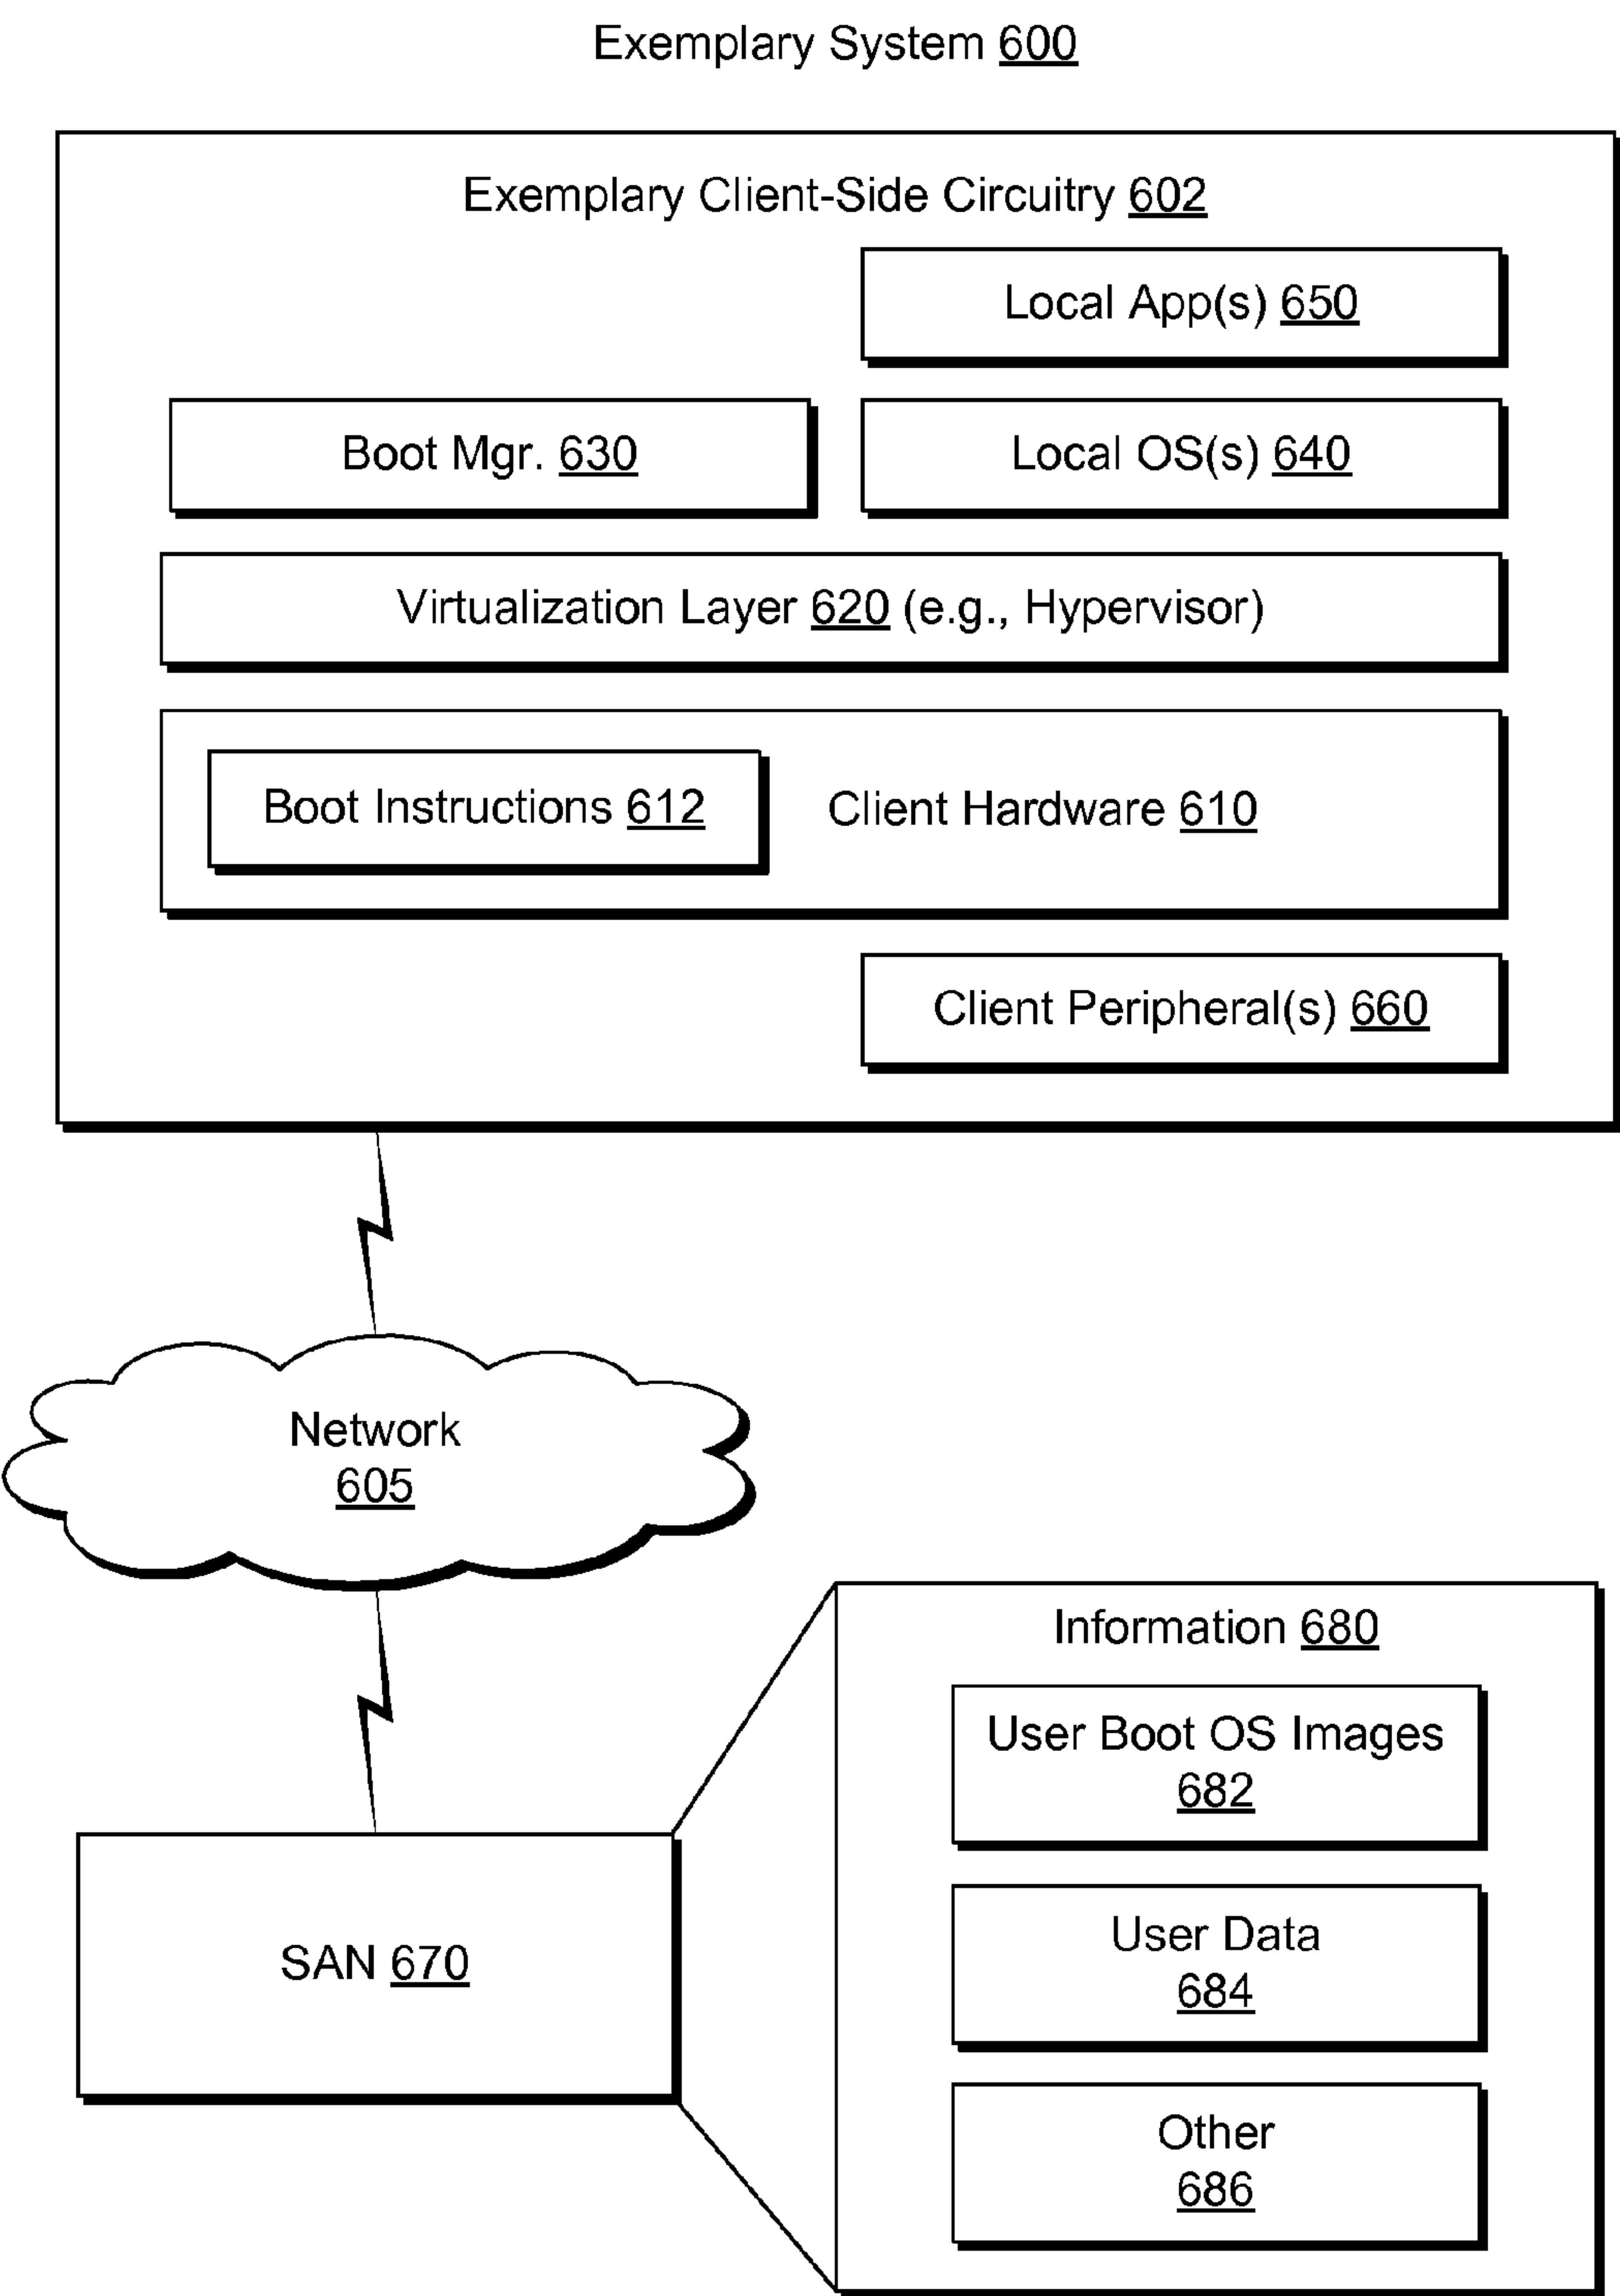 Exemplary System 600
Exemplary Client-Side Circuitry 602
Local App(s) 650
Boot Mgr. 630
Local OS(s) 640
Virtualization Layer 620 (e.g., Hypervisor)
Boot Instructions 612
Client Hardware 610
Client Peripheral(s) 660
Network
605
Information 680
User Boot OS Images
682
User Data
684
SAN 670
Other
686